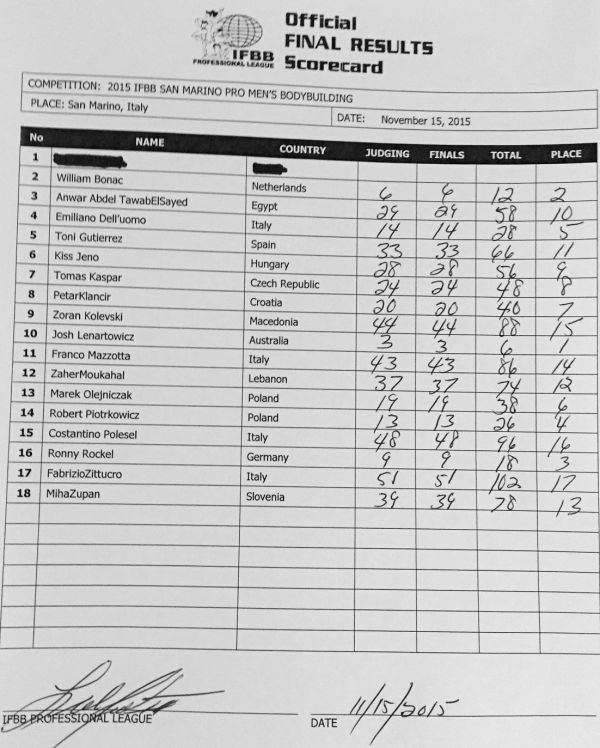 Official
FINAL RESULTS
Scorecard
IFBB
PROFESSIONAL LEAGUE
COMPETITION: 2015 IFBB SAN MARINO PRO MEN'S BODYBUILDING
PLACE: San Marino, Italy DATE: November 15, 2015
No NAME COUNTRY JUDGING FINALS TOTAL PLACE
1
2 William Bonac Netherlands 6 6 12 2
3 Anwar Abdel TawabElSayed Egypt 29 29 58 10
4 Emiliano Dell'uomo Italy 14 14 28 5
5 Toni Gutierrez Spain 33 33 66 11
6 Kiss Jeno Hungary 28 28 56 9
7 Tomas Kaspar Czech Republic 24 24 48 8
8 PetarKlancir Croatia 20 20 40 7
9 Zoran Kolevski Macedonia 44 44 88 15
10 Josh Lenartowicz Australia 3 3 6 1
11 Franco Mazzotta Italy 43 43 86 14
12 ZaherMoukahal Lebanon 37 37 74 12
13 Marek Olejniczak Poland 19 19 38 6
14 Robert Piotrkowicz Poland 13 13 26 4
15 Costantino Polesel Italy 48 48 96 16
16 Ronny Rockel Germany 9 9 18 3
17 FabrizioZittucro Italy 51 51 102 17
18 MihaZupan Slovenia 39 39 78 13
IFBB PROFESSIONAL LEAGUE DATE 11/15/2015